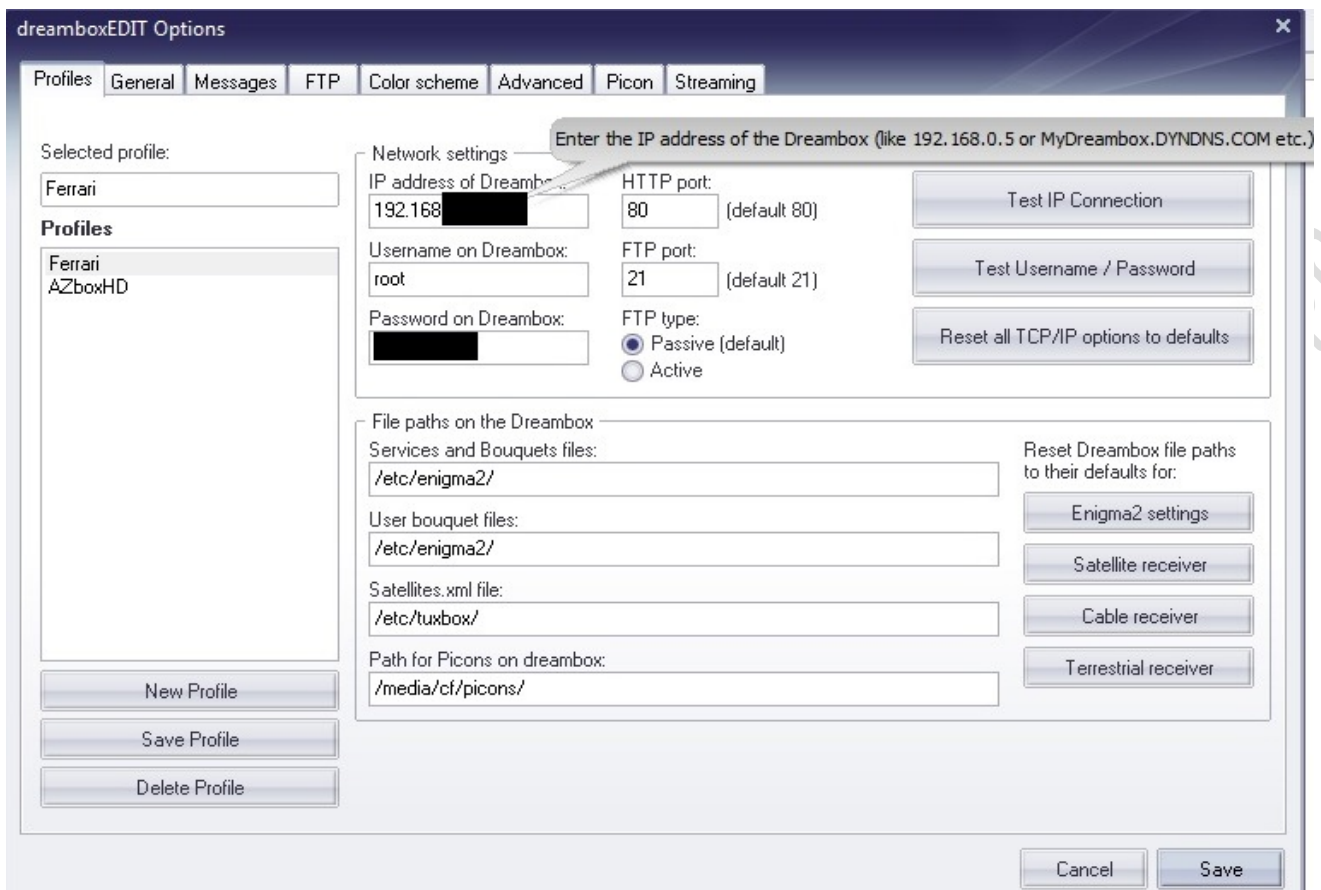 dreamboxEDIT Options
Profiles General Messages FTP Color scheme Advanced Picon Streaming
Enter the IP address of the Dreambox (like 192.168.0.5 or MyDreambox.DYNDNS.COM etc.)
Selected profile:
Ferrari
Profiles
Ferrari
AZboxHD
New Profile
Save Profile
Delete Profile
Network settings
IP address of Dreambox:
192.168
HTTP port:
80 (default 80)
Username on Dreambox:
root
FTP port:
21 (default 21)
Password on Dreambox:
FTP type:
Passive (default)
Active
Test IP Connection
Test Username / Password
Reset all TCP/IP options to defaults
File paths on the Dreambox
Services and Bouquets files:
/etc/enigma2/
User bouquet files:
/etc/enigma2/
Satellites.xml file:
/etc/tuxbox/
Path for Picons on dreambox:
/media/cf/picons/
Reset Dreambox file paths
to their defaults for:
Enigma2 settings
Satellite receiver
Cable receiver
Terrestrial receiver
Cancel Save